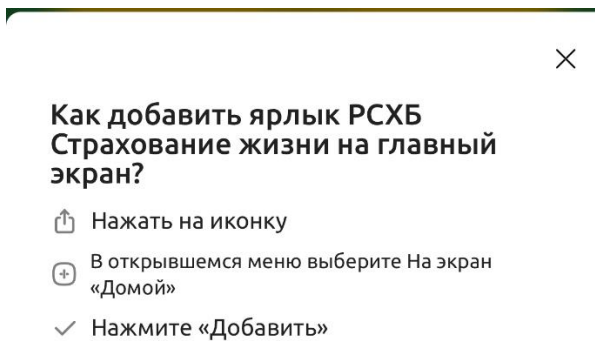 Как добавить ярлык РСХБ
Страхование жизни на главный
экран?
Нажать на иконку
В открывшемся меню выберите На экран
«Домой»
Нажмите «Добавить»